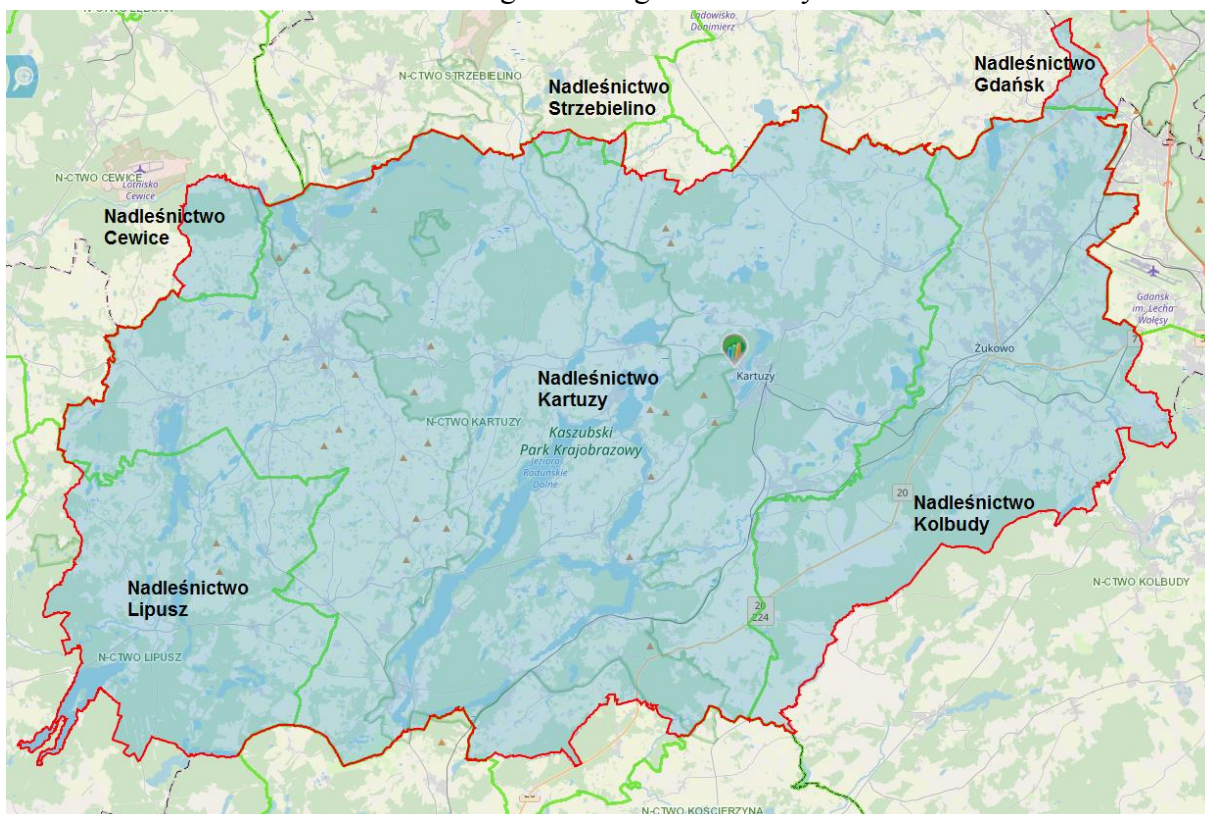 Lądowisko
Donimierz
N-CTWO STRZEBIELINO
Nadleśnictwo
Strzebielino
Nadleśnictwo
Gdańsk
N-CTWO CEWICE
Lotnisko
Cewice
Nadleśnictwo
Cewice
Gdańsk
im. Lecha
Wałęsy
7
Żukowo
Kartuzy
Nadleśnictwo
Kartuzy
N-CTWO KARTUZY
Kaszubski
Park Krajobrazowy
Jezioro
Raduńskie
Dolne
20
Nadleśnictwo
Kolbudy
N-CTWO KOLBUDY
Nadleśnictwo
Lipusz
20
224
N-CTWO LIPUSZ
N-CTWO KOŚCIERZYNA